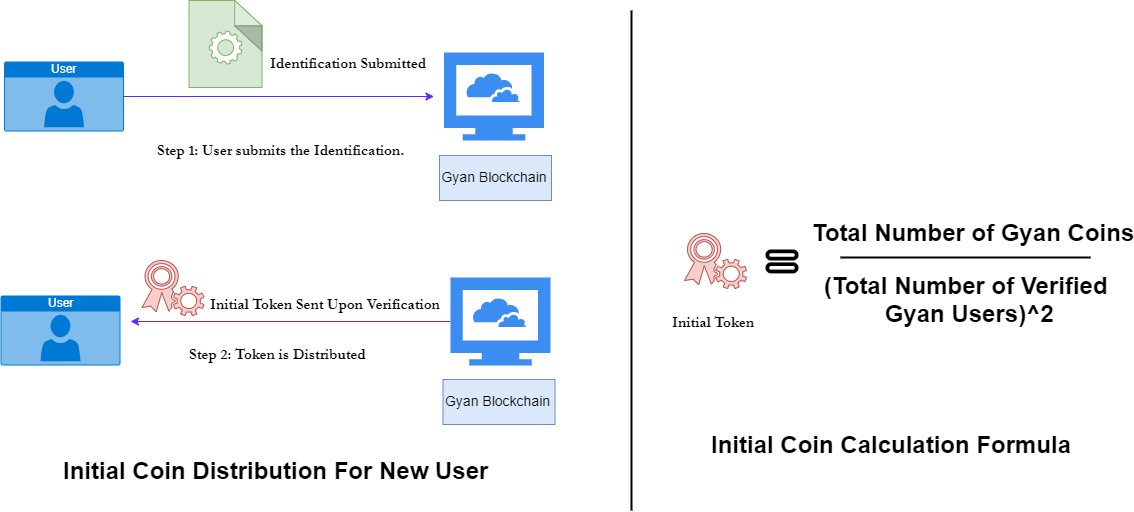 User
Identification Submitted
Step 1: User submits the Identification.
Gyan Blockchain
User
Initial Token Sent Upon Verification
Step 2: Token is Distributed
Gyan Blockchain
Initial Coin Distribution For New User
Initial Token
=
Total Number of Gyan Coins
(Total Number of Verified
Gyan Users)^2
Initial Coin Calculation Formula